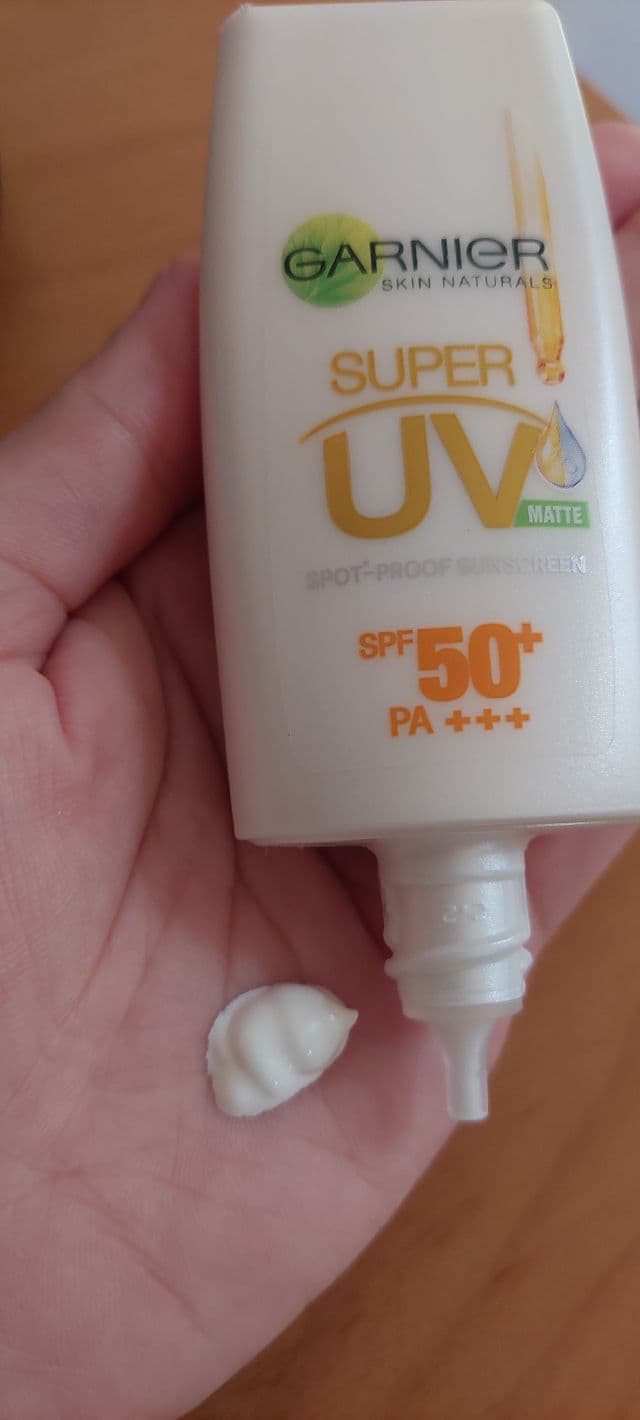 GARNIER
SKIN NATURALS
SUPER
UV
MATTE
SPOT*-PROOF SUNSCREEN
SPF 50+
PA +++